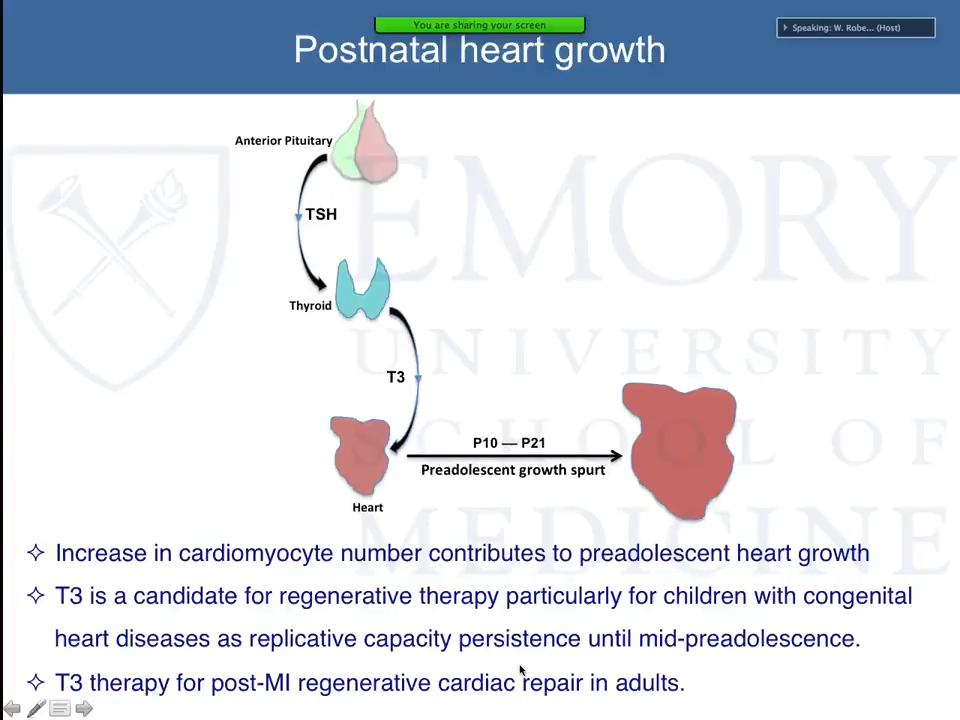 You are sharing your screen
Speaking: W. Robe... (Host)
Postnatal heart growth
Anterior Pituitary
TSH
Thyroid
T3
P10 — P21
Preadolescent growth spurt
Heart
EMORY
UNIVERSITY
SCHOOL OF
MEDICINE
Increase in cardiomyocyte number contributes to preadolescent heart growth
T3 is a candidate for regenerative therapy particularly for children with congenital
heart diseases as replicative capacity persistence until mid-preadolescence.
T3 therapy for post-MI regenerative cardiac repair in adults.